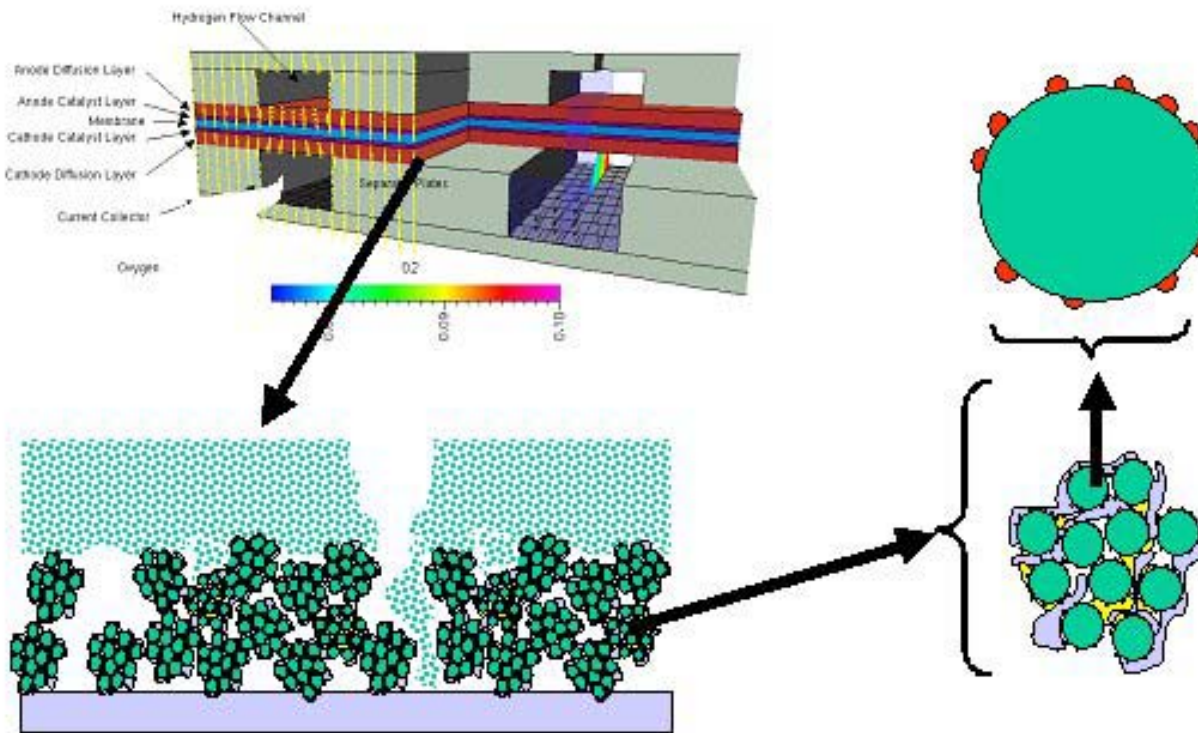 Hydrogen Flow Channel
Anode Diffusion Layer
Anode Catalyst Layer
Membrane
Cathode Catalyst Layer
Cathode Diffusion Layer
Current Collector
Plates
Oxygen
O2
0.09
0.10